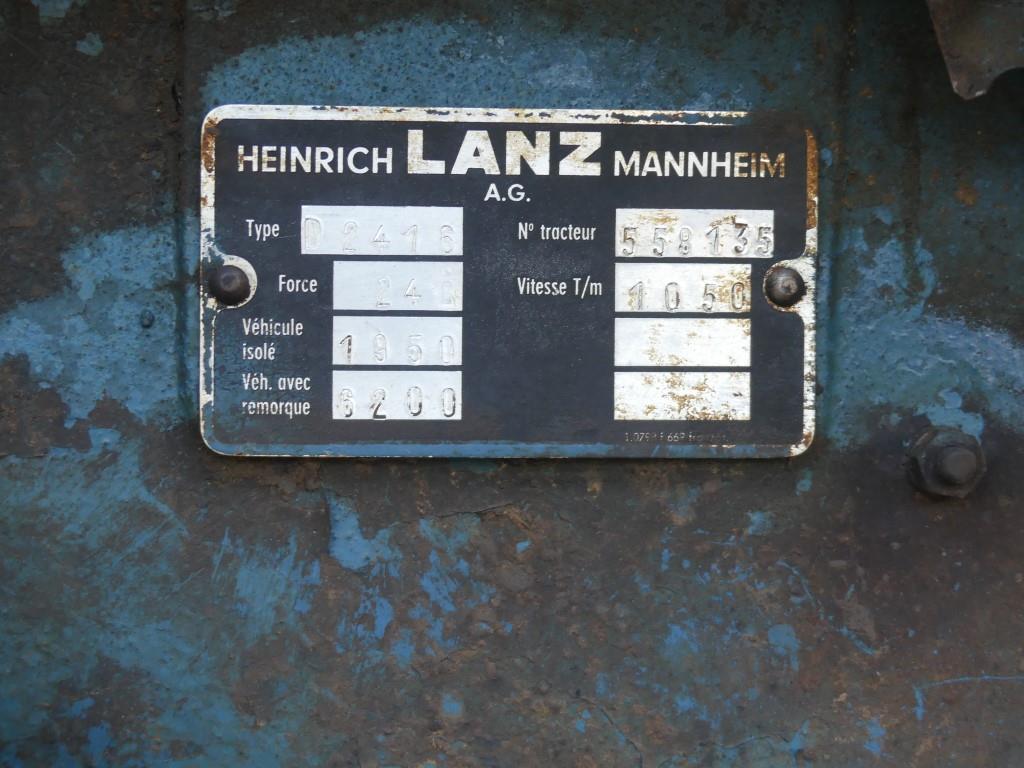 HEINRICH LANZ MANNHEIM
A.G.
Type D2416
N° tracteur 558135
Force 24
Vitesse T/m 1050
Véhicule isolé 1950
Véh. avec remorque 6200